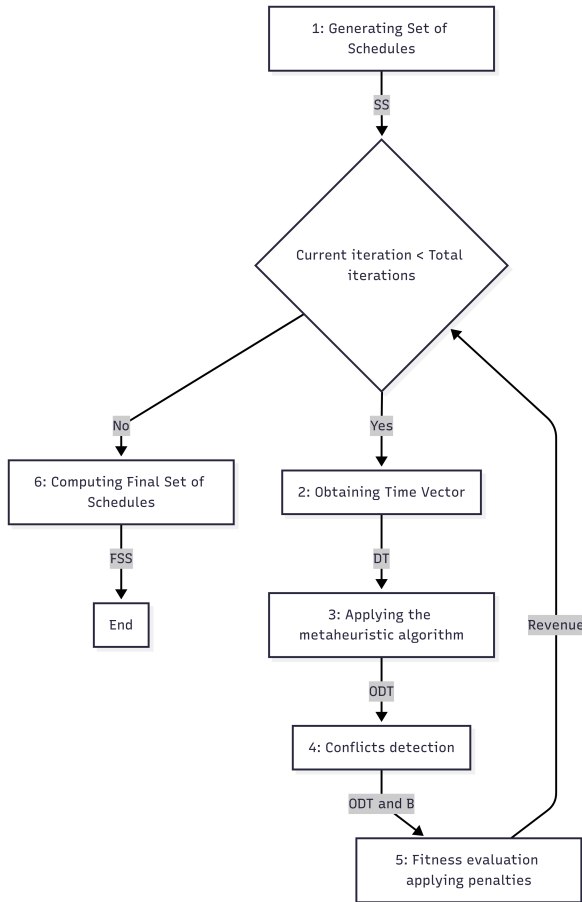 1: Generating Set of
Schedules
SS
Current iteration < Total
iterations
No
Yes
6: Computing Final Set of
Schedules
2: Obtaining Time Vector
FSS
DT
End
3: Applying the
metaheuristic algorithm
Revenue
ODT
4: Conflicts detection
ODT and B
5: Fitness evaluation
applying penalties